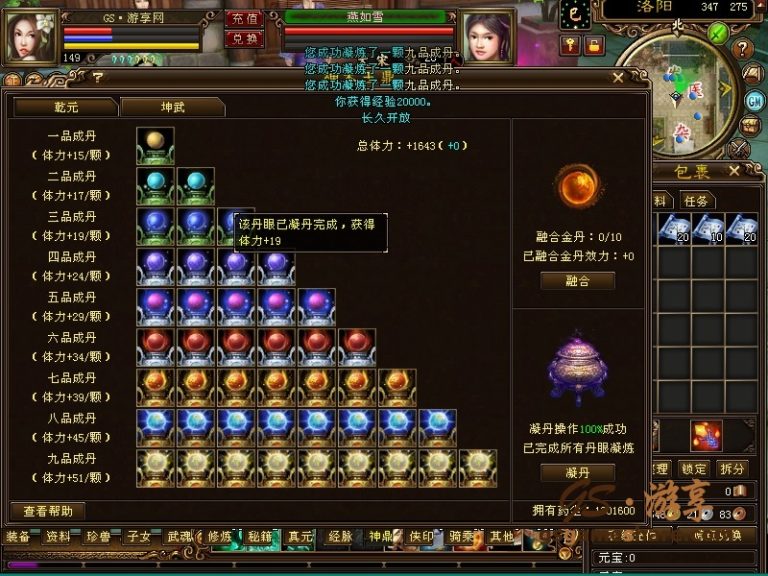 GS·游享网
充值
燕如雪
洛阳
347 275
兑换
北
您成功凝炼了一颗九品成丹。
149
您成功凝炼了一颗九品成丹。
您成功凝炼了一颗九品成丹。
你获得经验20000。
长久开放
乾元
坤武
一品成丹
(体力+15/颗)
总体力:+1643(+0)
二品成丹
(体力+17/颗)
三品成丹
(体力+19/颗)
该丹眼已凝丹完成,获得
体力+19
四品成丹
(体力+24/颗)
五品成丹
(体力+29/颗)
六品成丹
(体力+34/颗)
七品成丹
(体力+39/颗)
八品成丹
(体力+45/颗)
九品成丹
(体力+51/颗)
融合金丹:0/10
已融合金丹效力:+0
融合
凝丹操作100%成功
已完成所有丹眼凝炼
凝丹
查看帮助
GM
包裹
料
任务
20
10
20
整理
锁定
拆分
GS·游享
装备
资料
珍兽
子女
武魂
修炼
秘籍
真元
经脉
神鼎
侠印
骑乘
其他
元宝:0